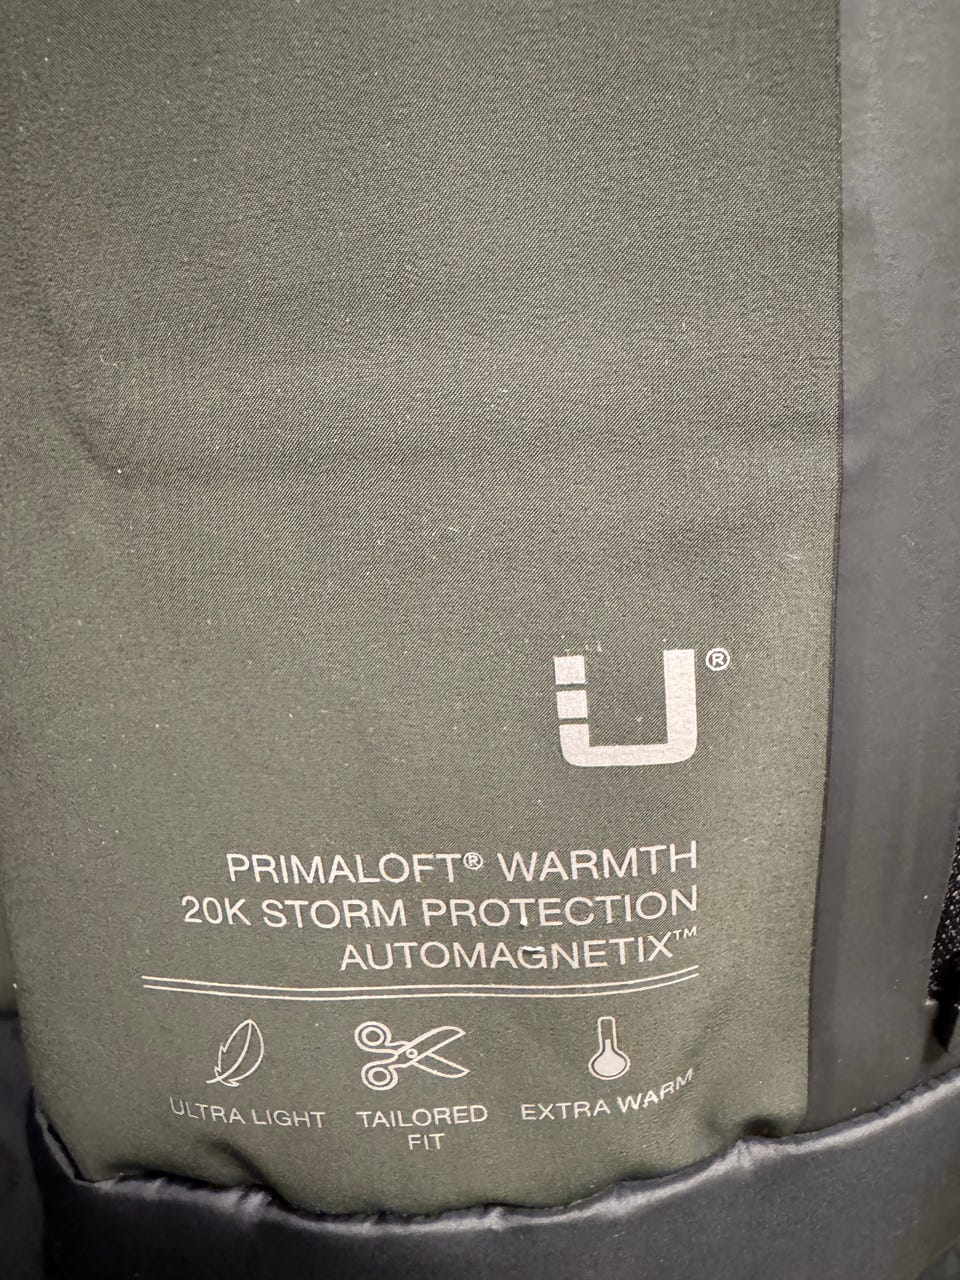 U®
PRIMALOFT® WARMTH
20K STORM PROTECTION
AUTOMAGNETIX™
ULTRA LIGHT
TAILORED
FIT
EXTRA WARM